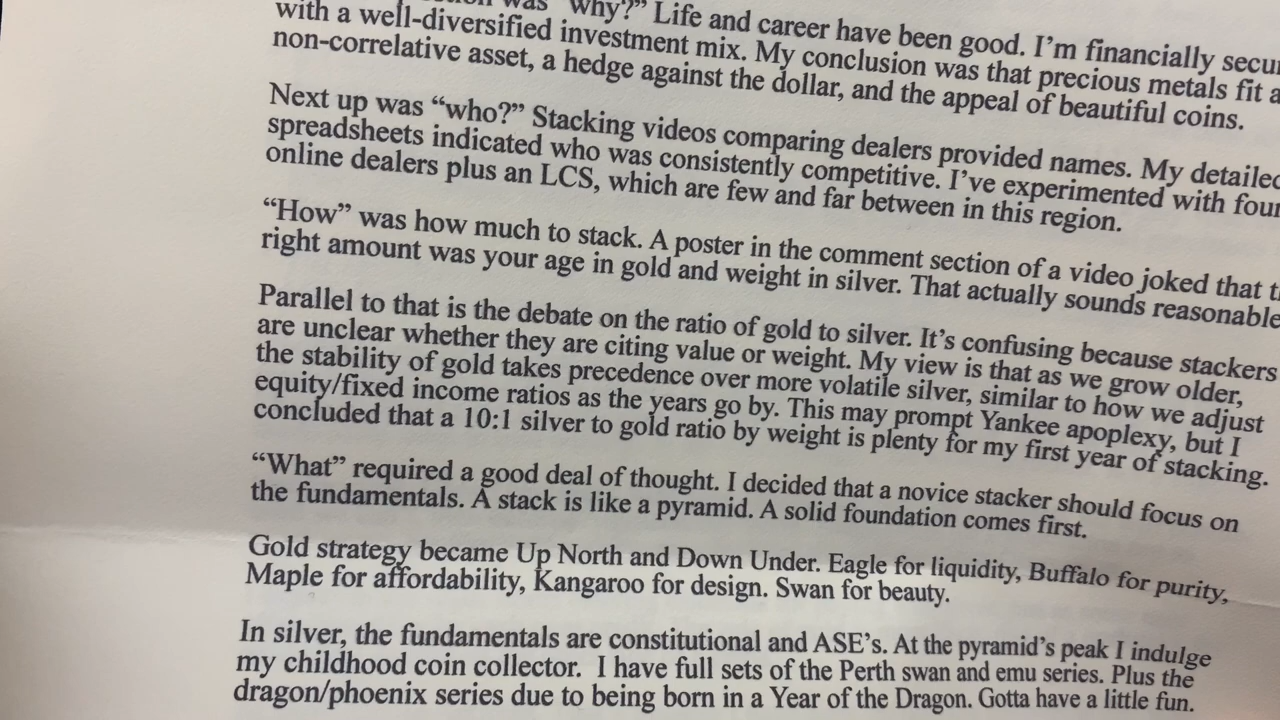 was "why?" Life and career have been good. I'm financially
with a well-diversified investment mix. My conclusion was that precious metals fit
non-correlative asset, a hedge against the dollar, and the appeal of beautiful coins.
Next up was "who?" Stacking videos comparing dealers provided names. My detailed
spreadsheets indicated who was consistently competitive. I've experimented with four
online dealers plus an LCS, which are few and far between in this region.
"How" was how much to stack. A poster in the comment section of a video joked that
right amount was your age in gold and weight in silver. That actually sounds reasonable
Parallel to that is the debate on the ratio of gold to silver. It's confusing because stackers
are unclear whether they are citing value or weight. My view is that as we grow older,
the stability of gold takes precedence over more volatile silver, similar to how we adjust
equity/fixed income ratios as the years go by. This may prompt Yankee apoplexy, but I
concluded that a 10:1 silver to gold ratio by weight is plenty for my first year of stacking.
"What" required a good deal of thought. I decided that a novice stacker should focus on
the fundamentals. A stack is like a pyramid. A solid foundation comes first.
Gold strategy became Up North and Down Under. Eagle for liquidity, Buffalo for purity,
Maple for affordability, Kangaroo for design. Swan for beauty.
In silver, the fundamentals are constitutional and ASE's. At the pyramid's peak I indulge
my childhood coin collector. I have full sets of the Perth swan and emu series. Plus the
dragon/phoenix series due to being born in a Year of the Dragon. Gotta have a little fun.